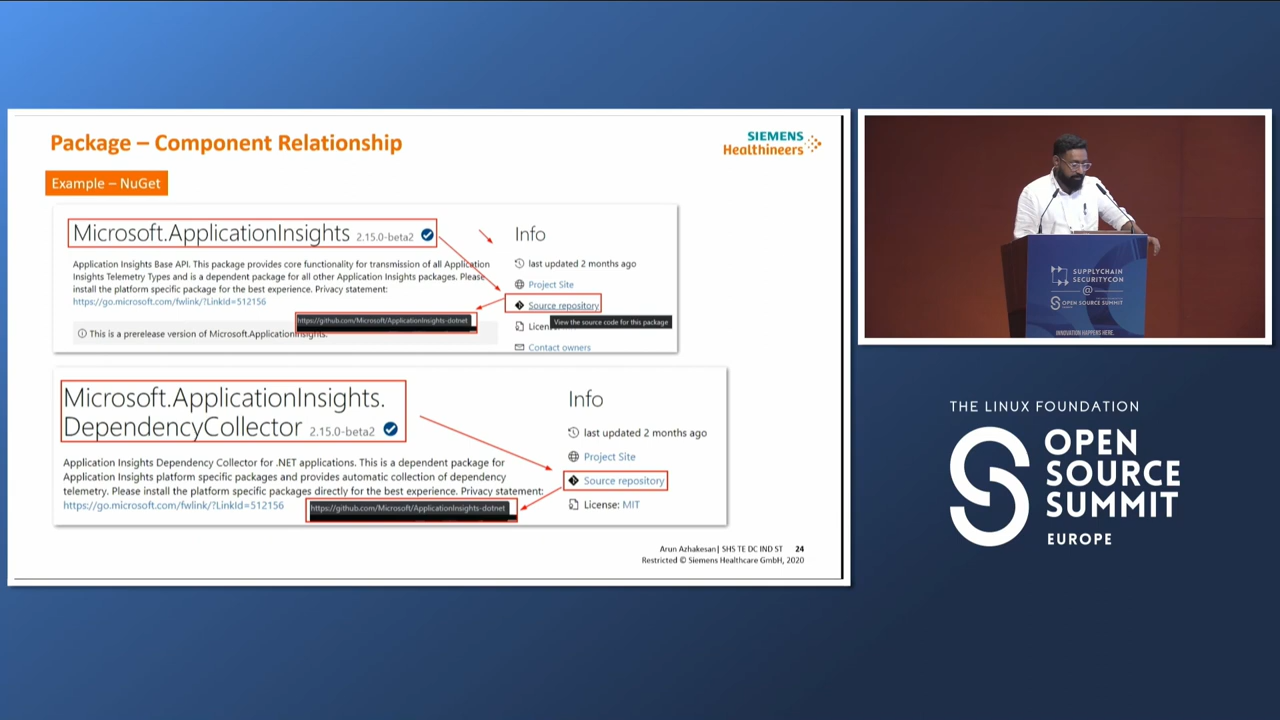 Package – Component Relationship
SIEMENS
Healthineers
Example – NuGet
Microsoft.ApplicationInsights 2.15.0-beta2
Application Insights Base API. This package provides core functionality for transmission of all Application
Insights Telemetry Types and is a dependent package for all other Application Insights packages. Please
install the platform specific package for the best experience. Privacy statement:
https://go.microsoft.com/fwlink/?LinkId=512156
https://github.com/Microsoft/ApplicationInsights-dotnet
This is a prerelease version of Microsoft.ApplicationInsights.
Info
last updated 2 months ago
Project Site
Source repository
View the source code for this package
Contact owners
Microsoft.ApplicationInsights.
DependencyCollector 2.15.0-beta2
Application Insights Dependency Collector for .NET applications. This is a dependent package for
Application Insights platform specific packages and provides automatic collection of dependency
telemetry. Please install the platform specific packages directly for the best experience. Privacy statement:
https://go.microsoft.com/fwlink/?LinkId=512156
https://github.com/Microsoft/ApplicationInsights-dotnet
Info
last updated 2 months ago
Project Site
Source repository
License: MIT
Arun Azhakesan| SHS TE DC IND ST 24
Restricted © Siemens Healthcare GmbH, 2020
SUPPLYCHAIN
SECURITYCON
@
OPEN SOURCE SUMMIT
INNOVATION HAPPENS HERE.
THE LINUX FOUNDATION
OPEN
SOURCE
SUMMIT
EUROPE